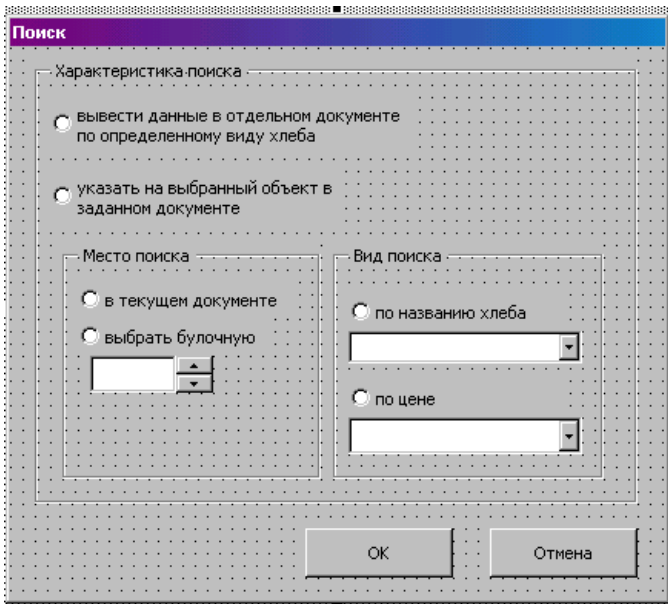 Поиск
Характеристика поиска
вывести данные в отдельном документе
по определенному виду хлеба
указать на выбранный объект в
заданном документе
Место поиска
в текущем документе
выбрать булочную
Вид поиска
по названию хлеба
по цене
OK
Отмена